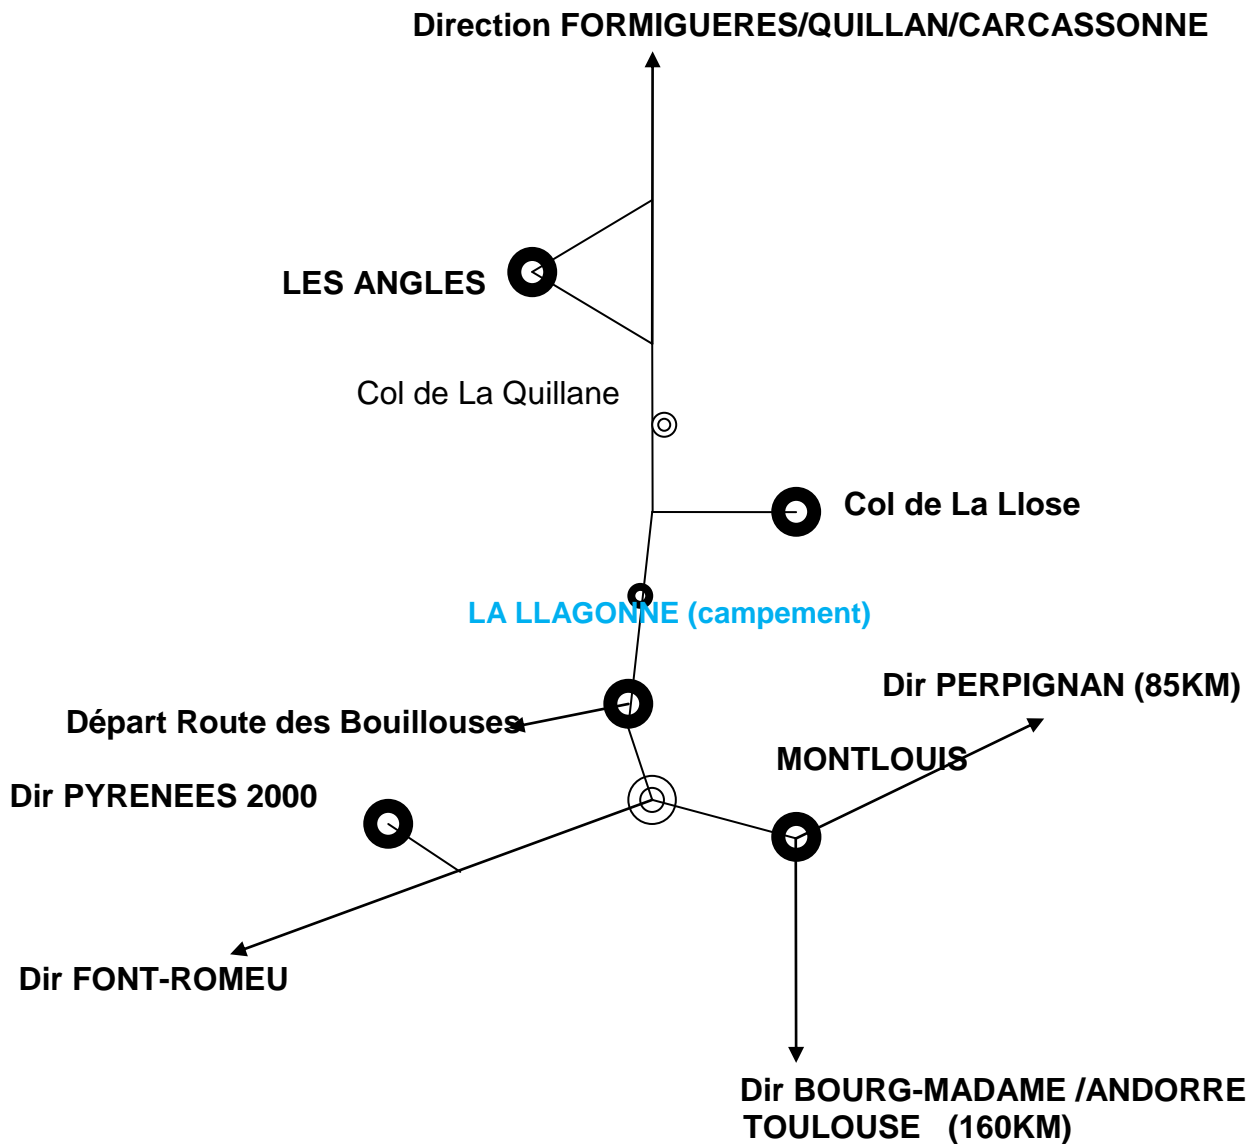 Direction FORMIGUERES/QUILLAN/CARCASSONNE
LES ANGLES
Col de La Quillane
Col de La Llose
LA LLAGONNE (campement)
Dir PERPIGNAN (85KM)
Départ Route des Bouillouses
MONTLOUIS
Dir PYRENEES 2000
Dir FONT-ROMEU
Dir BOURG-MADAME /ANDORRE
TOULOUSE (160KM)